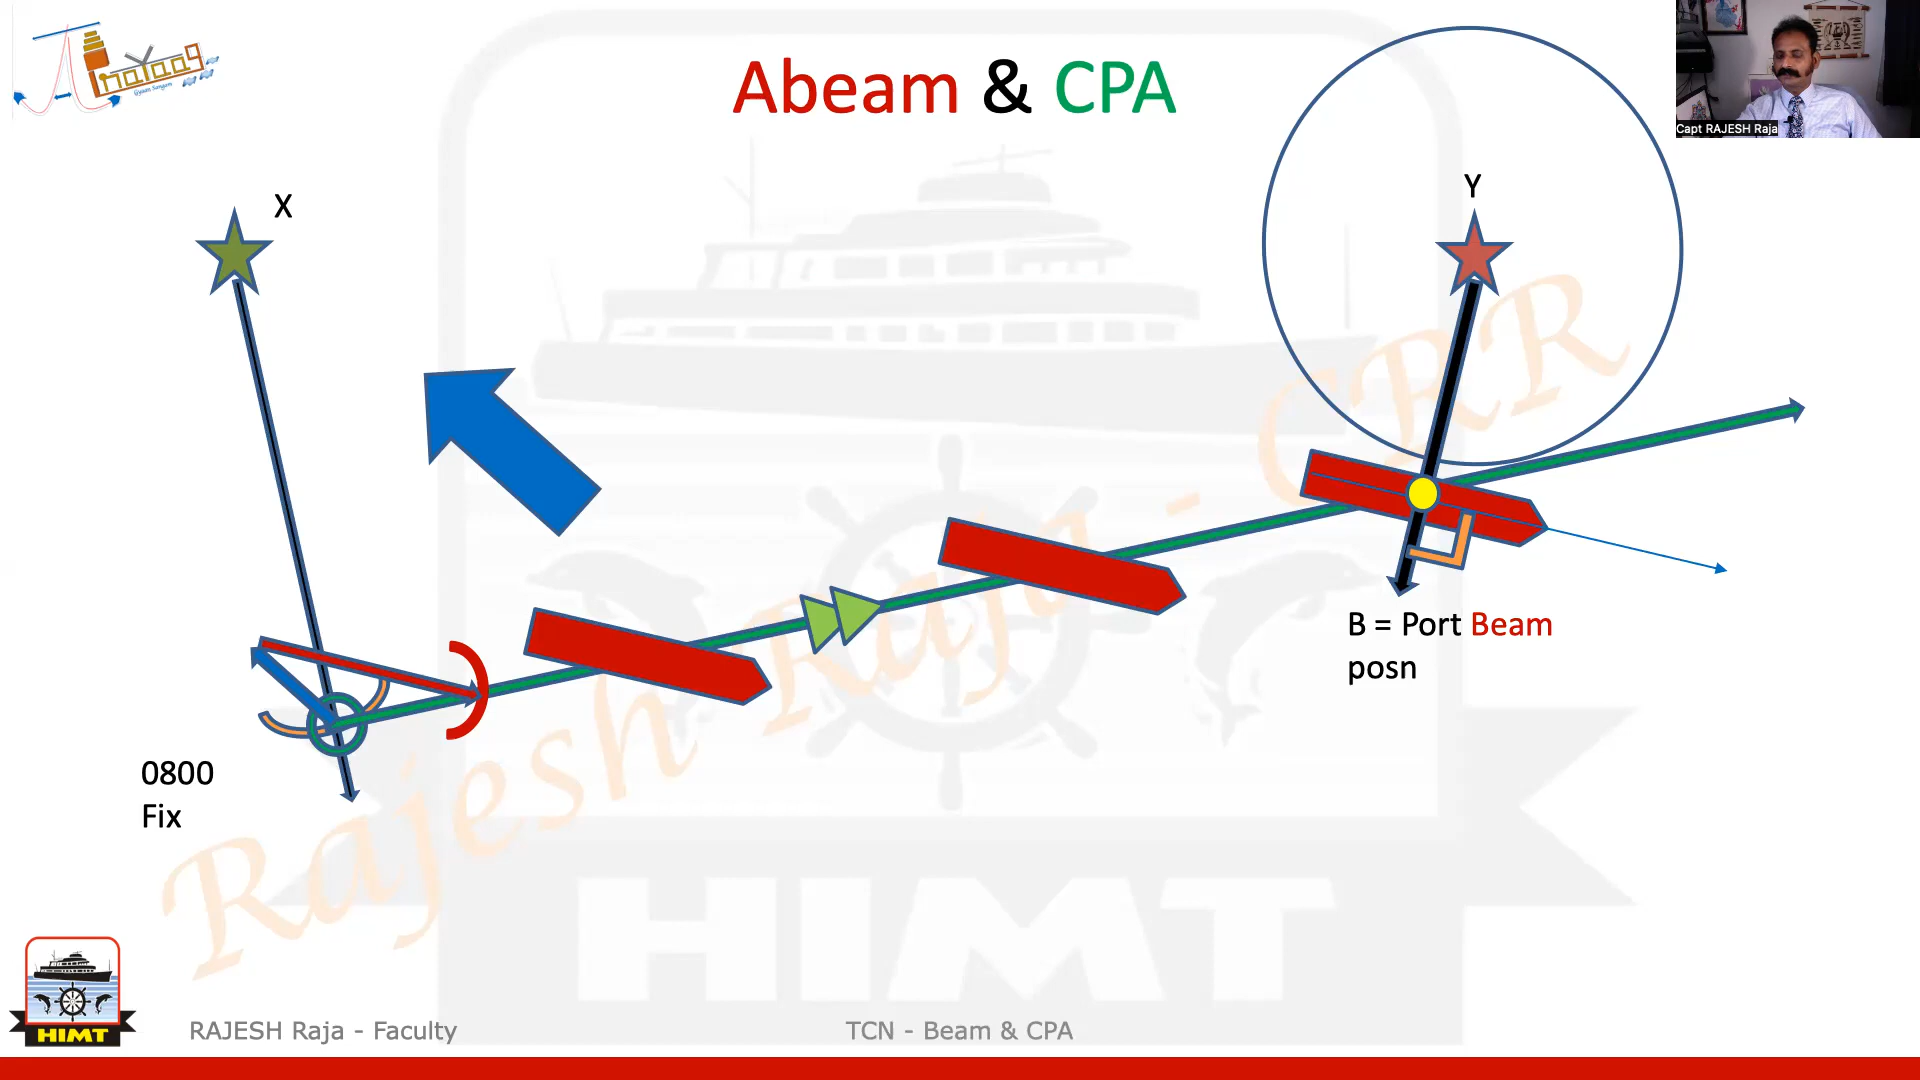 Abeam & CPA
Capt RAJESH Raja
X
Y
Rajesh Raja - CRR
B = Port Beam
posn
0800
Fix
HIMT
HIMT
RAJESH Raja - Faculty
TCN - Beam & CPA